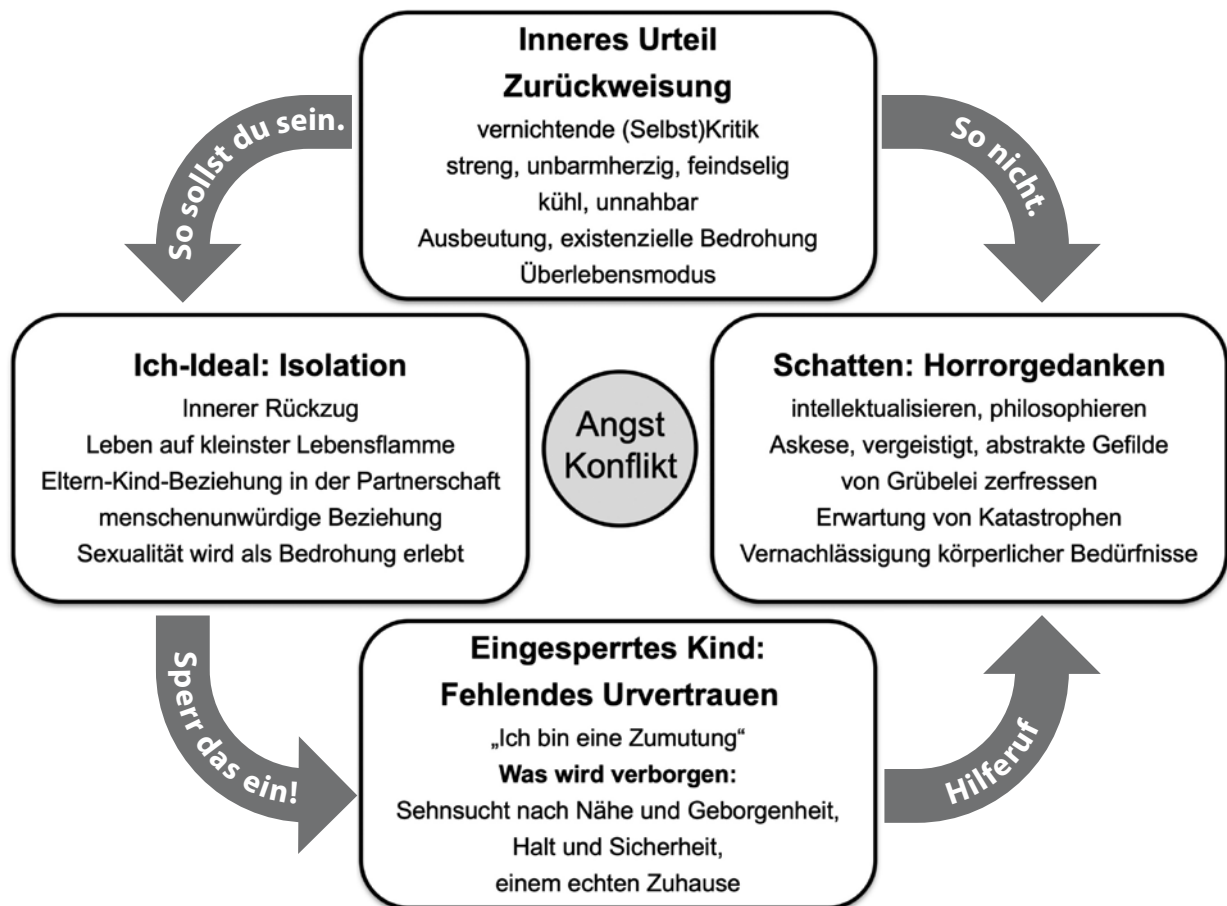 Inneres Urteil
Zurückweisung
vernichtende (Selbst)Kritik
streng, unbarmherzig, feindselig
kühl, unnahbar
Ausbeutung, existenzielle Bedrohung
Überlebensmodus
So sollst du sein.
So nicht.
Ich-Ideal: Isolation
Innerer Rückzug
Leben auf kleinster Lebensflamme
Eltern-Kind-Beziehung in der Partnerschaft
menschenunwürdige Beziehung
Sexualität wird als Bedrohung erlebt
Angst
Konflikt
Schatten: Horrorgedanken
intellektualisieren, philosophieren
Askese, vergeistigt, abstrakte Gefilde
von Grübelei zerfressen
Erwartung von Katastrophen
Vernachlässigung körperlicher Bedürfnisse
Sperr das ein!
Eingesperrtes Kind:
Fehlendes Urvertrauen
„Ich bin eine Zumutung“
Was wird verborgen:
Sehnsucht nach Nähe und Geborgenheit,
Halt und Sicherheit,
einem echten Zuhause
Hilferuf